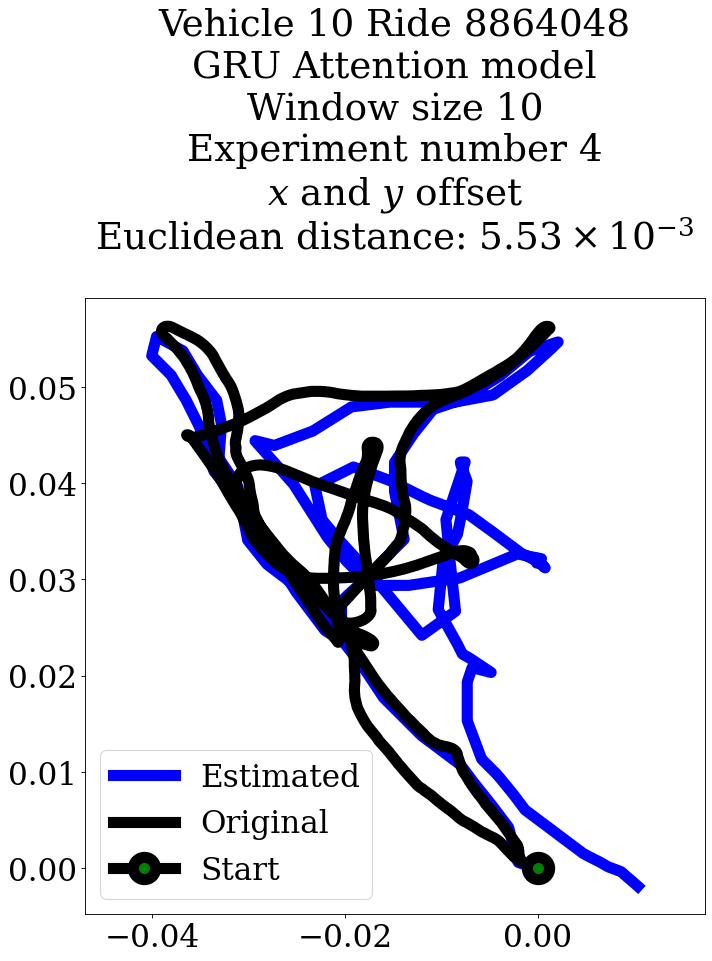 Vehicle 10 Ride 8864048
GRU Attention model
Window size 10
Experiment number 4
x and y offset
Euclidean distance: 5.53 × 10⁻³
0.05
0.04
0.03
0.02
0.01
0.00
Estimated
Original
Start
−0.04 −0.02 0.00